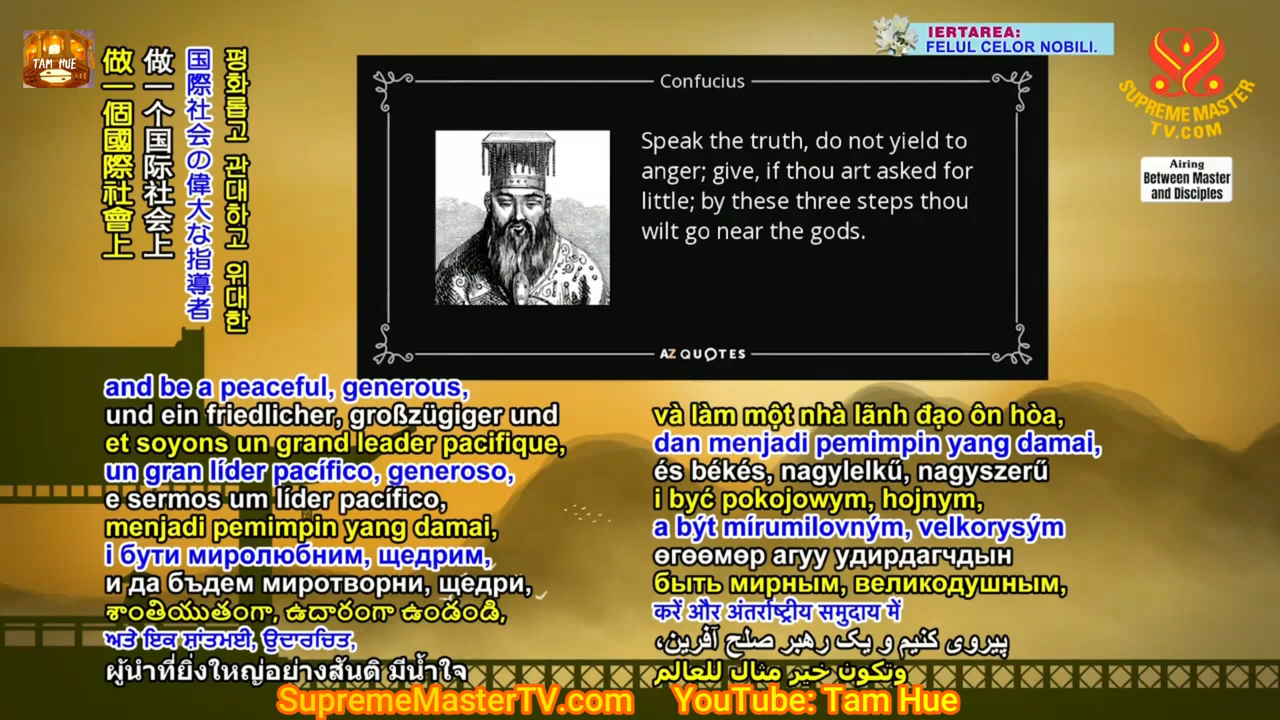 TAM HUE
做一個國際社會上
做一个国际社会上
国際社会の偉大な指導者
평화롭고 관대하고 위대한
IERTAREA:
FELUL CELOR NOBILI.
SUPREME MASTER
TV.COM
Airing
Between Master
and Disciples
Confucius
Speak the truth, do not yield to
anger; give, if thou art asked for
little; by these three steps thou
wilt go near the gods.
AZ QUOTES
and be a peaceful, generous,
und ein friedlicher, großzügiger und
et soyons un grand leader pacifique,
un gran líder pacífico, generoso,
e sermos um líder pacífico,
menjadi pemimpin yang damai,
і бути миролюбним, щедрим,
и да бъдем миротворни, щедри,
శాంతియుతంగా, ఉదారంగా ఉండండి,
ਅਤੇ ਇਕ ਸ਼ਾਂਤਮਈ, ਉਦਾਰਚਿਤ,
ผู้นำที่ยิ่งใหญ่อย่างสันติ มีน้ำใจ
và làm một nhà lãnh đạo ôn hòa,
dan menjadi pemimpin yang damai,
és békés, nagylelkű, nagyszerű
i być pokojowym, hojnym,
a být mírumilovným, velkorysým
өгөөмөр агуу удирдагчдын
быть мирным, великодушным,
करें और अंतर्राष्ट्रीय समुदाय में
پیروی کنیم و یک رهبر صلح آفرین،
وتكون خير مثال للعالم
SupremeMasterTV.com YouTube: Tam Hue